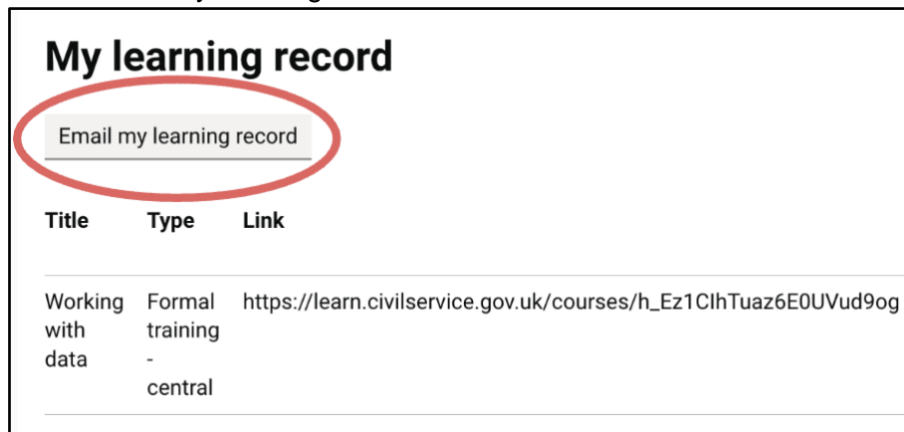 My learning record
Email my learning record
Title Type Link
Working Formal https://learn.civilservice.gov.uk/courses/h_Ez1CIhTuaz6E0UVud9og
with training
data -
central